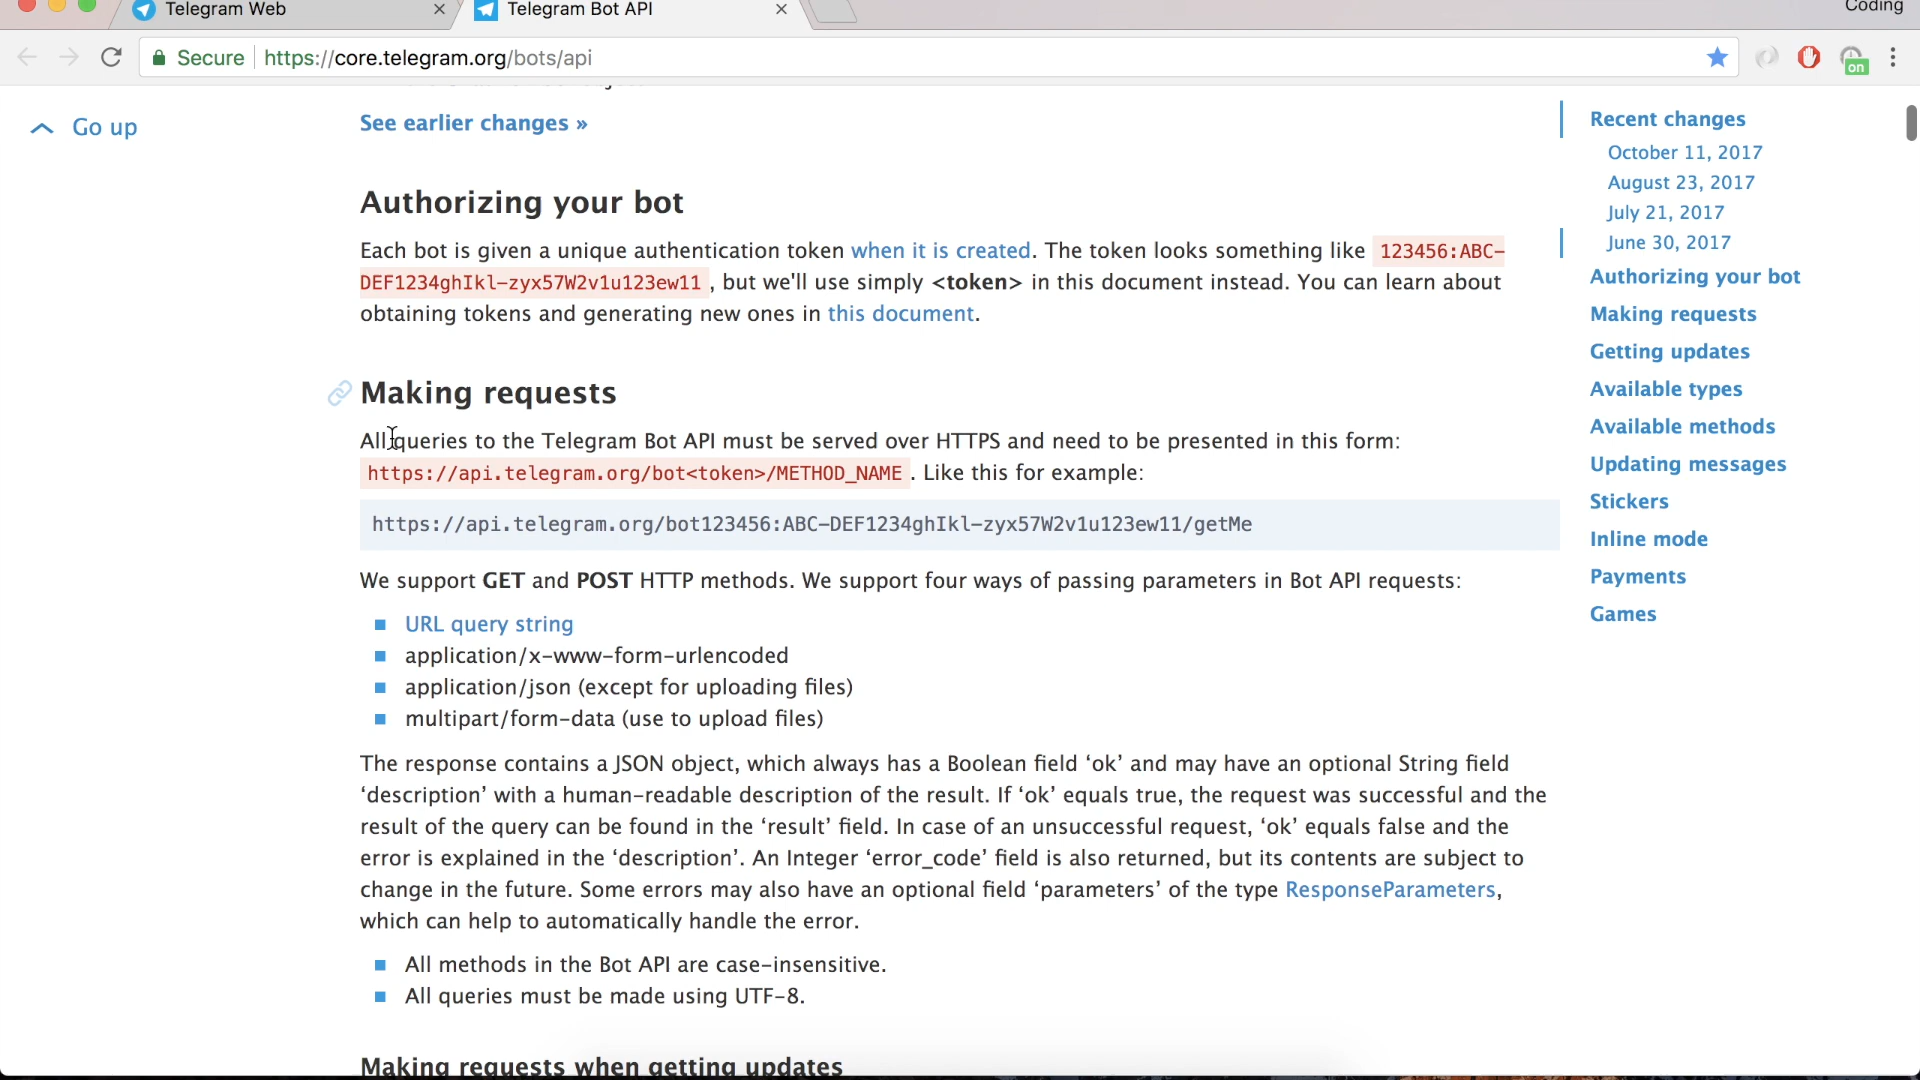 Telegram Web
Telegram Bot API
Coding
Secure
https://core.telegram.org/bots/api
on
Go up
See earlier changes »
Authorizing your bot
Each bot is given a unique authentication token when it is created. The token looks something like 123456:ABC-
DEF1234ghIkl-zyx57W2v1u123ew11, but we'll use simply <token> in this document instead. You can learn about
obtaining tokens and generating new ones in this document.
Making requests
All queries to the Telegram Bot API must be served over HTTPS and need to be presented in this form:
https://api.telegram.org/bot<token>/METHOD_NAME. Like this for example:
https://api.telegram.org/bot123456:ABC-DEF1234ghIkl-zyx57W2v1u123ew11/getMe
We support GET and POST HTTP methods. We support four ways of passing parameters in Bot API requests:
URL query string
application/x-www-form-urlencoded
application/json (except for uploading files)
multipart/form-data (use to upload files)
The response contains a JSON object, which always has a Boolean field ‘ok’ and may have an optional String field
‘description’ with a human-readable description of the result. If ‘ok’ equals true, the request was successful and the
result of the query can be found in the ‘result’ field. In case of an unsuccessful request, ‘ok’ equals false and the
error is explained in the ‘description’. An Integer ‘error_code’ field is also returned, but its contents are subject to
change in the future. Some errors may also have an optional field ‘parameters’ of the type ResponseParameters,
which can help to automatically handle the error.
All methods in the Bot API are case-insensitive.
All queries must be made using UTF-8.
Making requests when getting updates
Recent changes
October 11, 2017
August 23, 2017
July 21, 2017
June 30, 2017
Authorizing your bot
Making requests
Getting updates
Available types
Available methods
Updating messages
Stickers
Inline mode
Payments
Games